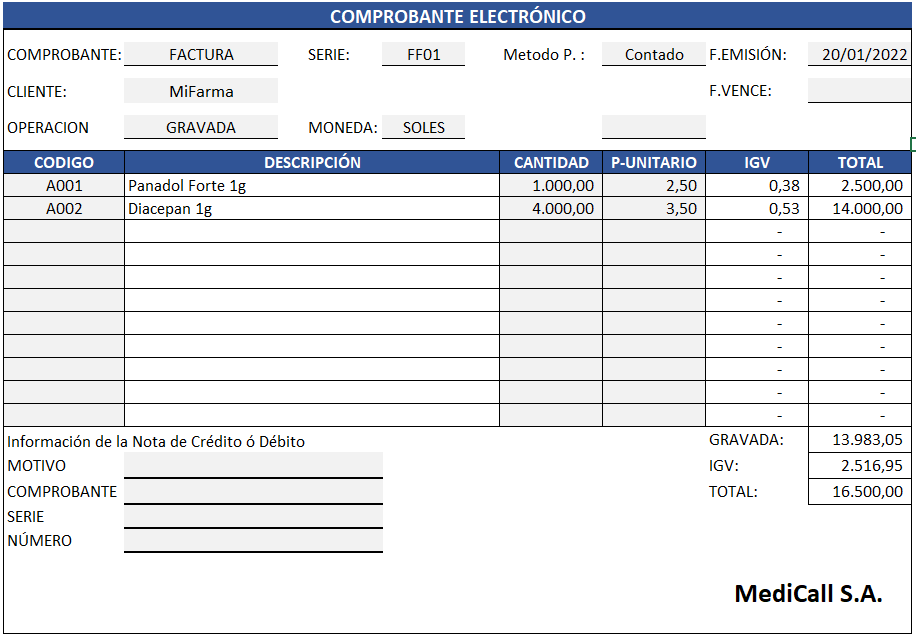 COMPROBANTE ELECTRÓNICO
COMPROBANTE: FACTURA SERIE: FF01 Metodo P. : Contado F.EMISIÓN: 20/01/2022
CLIENTE: MiFarma F.VENCE:
OPERACION GRAVADA MONEDA: SOLES
CODIGO DESCRIPCIÓN CANTIDAD P-UNITARIO IGV TOTAL
A001 Panadol Forte 1g 1.000,00 2,50 0,38 2.500,00
A002 Diacepan 1g 4.000,00 3,50 0,53 14.000,00
- -
- -
- -
- -
- -
- -
- -
- -
- -
Información de la Nota de Crédito ó Débito GRAVADA: 13.983,05
MOTIVO IGV: 2.516,95
COMPROBANTE TOTAL: 16.500,00
SERIE
NÚMERO
MediCall S.A.